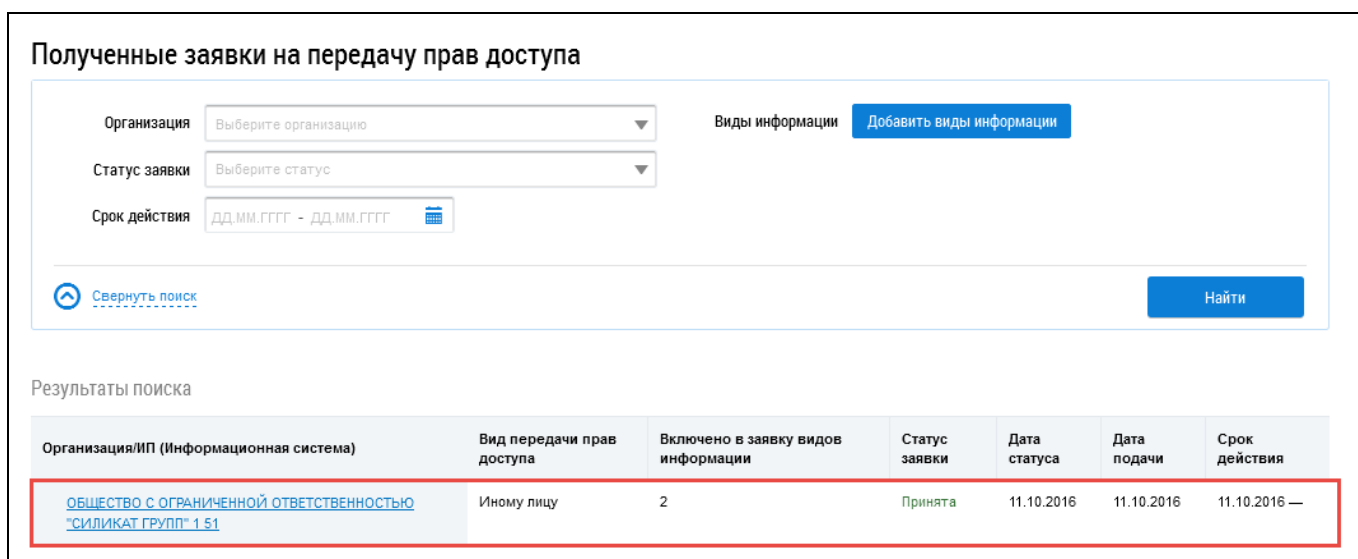 Полученные заявки на передачу прав доступа
Организация Выберите организацию Виды информации Добавить виды информации
Статус заявки Выберите статус
Срок действия ДД.ММ.ГГГГ - ДД.ММ.ГГГГ
Свернуть поиск Найти
Результаты поиска
Организация/ИП (Информационная система) Вид передачи прав доступа Включено в заявку видов информации Статус заявки Дата статуса Дата подачи Срок действия
ОБЩЕСТВО С ОГРАНИЧЕННОЙ ОТВЕТСТВЕННОСТЬЮ Иному лицу 2 Принята 11.10.2016 11.10.2016 11.10.2016 —
"СИЛИКАТ ГРУПП" 1 51